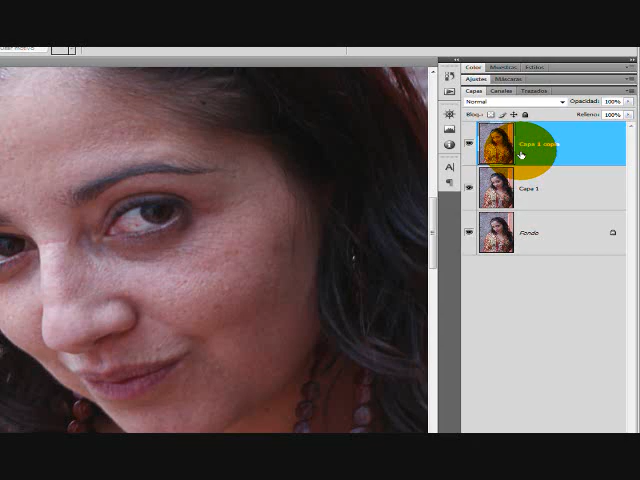 Color Muestras Estilos
Ajustes Máscaras
Capas Canales Trazados
Normal Opacidad: 100%
Bloq.: Relleno: 100%
Capa 1 copia
Capa 1
Fondo
A